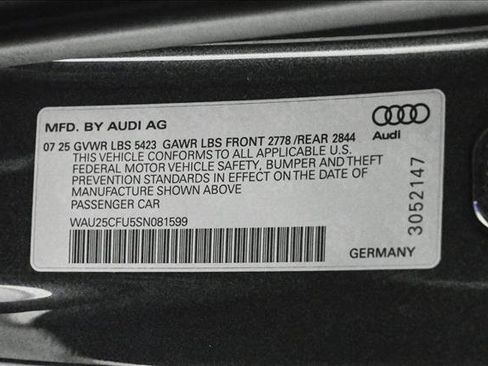 MFD. BY AUDI AG
Audi
07 25 GVWR LBS 5423 GAWR LBS FRONT 2778 /REAR 2844
THIS VEHICLE CONFORMS TO ALL APPLICABLE U.S.
FEDERAL MOTOR VEHICLE SAFETY, BUMPER AND THEFT
PREVENTION STANDARDS IN EFFECT ON THE DATE OF
MANUFACTURE SHOWN ABOVE
PASSENGER CAR
WAU25CFU5SN081599
GERMANY
3052147